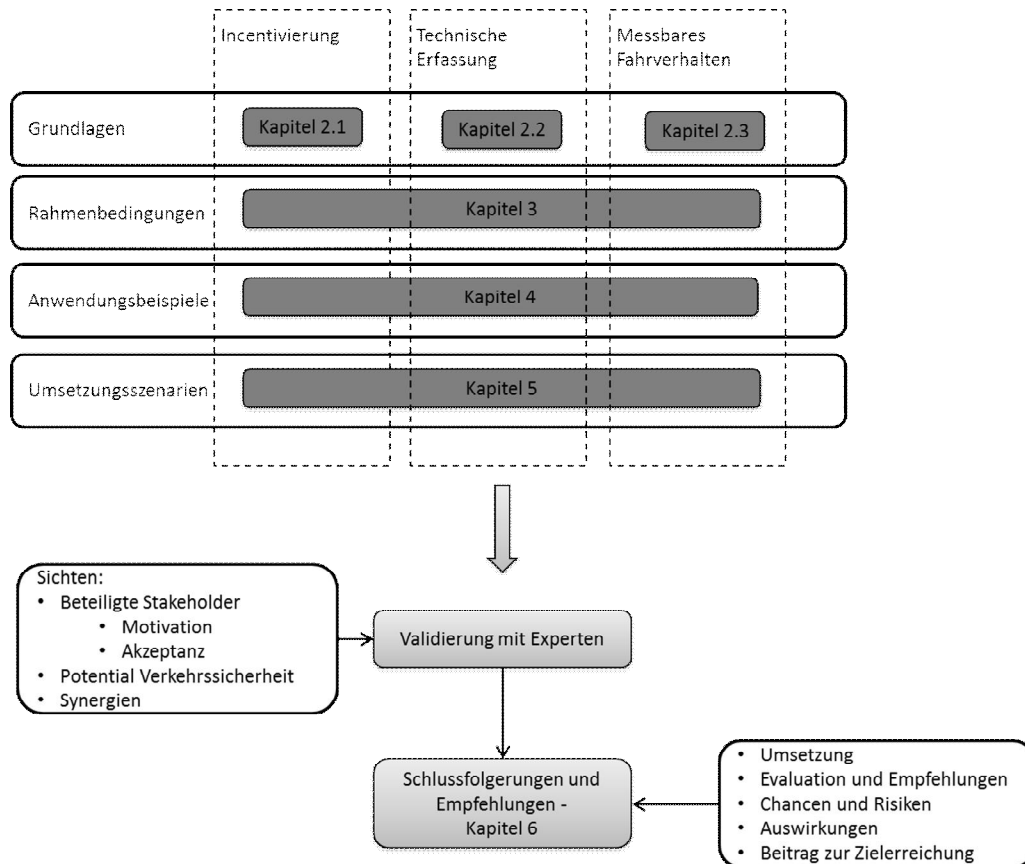 Incentivierung
Technische
Erfassung
Messbares
Fahrverhalten
Grundlagen
Kapitel 2.1
Kapitel 2.2
Kapitel 2.3
Rahmenbedingungen
Kapitel 3
Anwendungsbeispiele
Kapitel 4
Umsetzungsszenarien
Kapitel 5
Sichten:
• Beteiligte Stakeholder
• Motivation
• Akzeptanz
• Potential Verkehrssicherheit
• Synergien
Validierung mit Experten
Schlussfolgerungen und
Empfehlungen -
Kapitel 6
• Umsetzung
• Evaluation und Empfehlungen
• Chancen und Risiken
• Auswirkungen
• Beitrag zur Zielerreichung